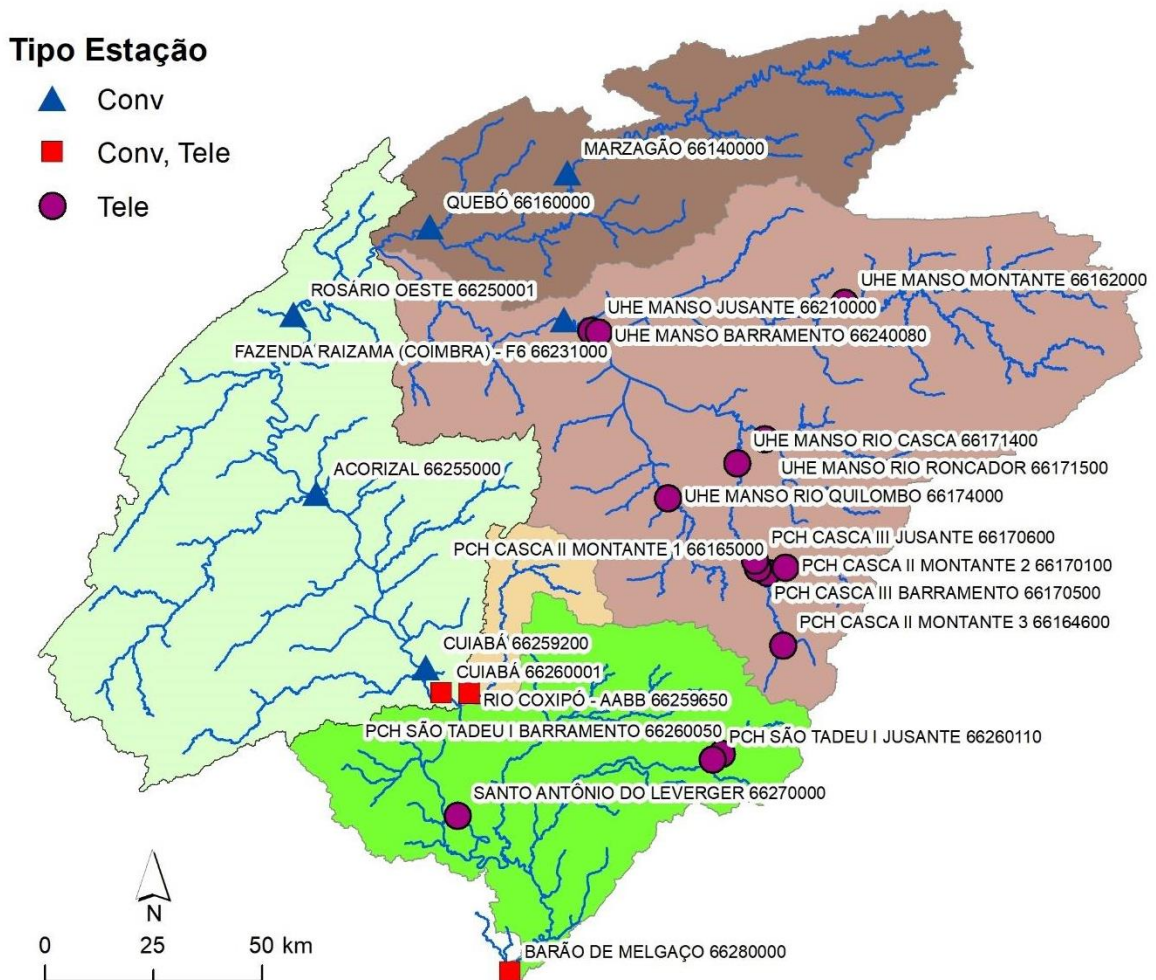 Tipo Estação
Conv
Conv, Tele
Tele
MARZAGÃO 66140000
QUEBÓ 66160000
ROSÁRIO OESTE 66250001
UHE MANSO MONTANTE 66162000
UHE MANSO JUSANTE 66210000
UHE MANSO BARRAMENTO 66240080
FAZENDA RAIZAMA (COIMBRA) - F6 66231000
UHE MANSO RIO CASCA 66171400
ACORIZAL 66255000
UHE MANSO RIO RONCADOR 66171500
UHE MANSO RIO QUILOMBO 66174000
PCH CASCA III JUSANTE 66170600
PCH CASCA II MONTANTE 1 66165000
PCH CASCA II MONTANTE 2 66170100
PCH CASCA III BARRAMENTO 66170500
PCH CASCA II MONTANTE 3 66164600
CUIABÁ 66259200
CUIABÁ 66260001
RIO COXIPÓ - AABB 66259650
PCH SÃO TADEU I BARRAMENTO 66260050
PCH SÃO TADEU I JUSANTE 66260110
SANTO ANTÔNIO DO LEVERGER 66270000
N
0 25 50 km
BARÃO DE MELGAÇO 66280000